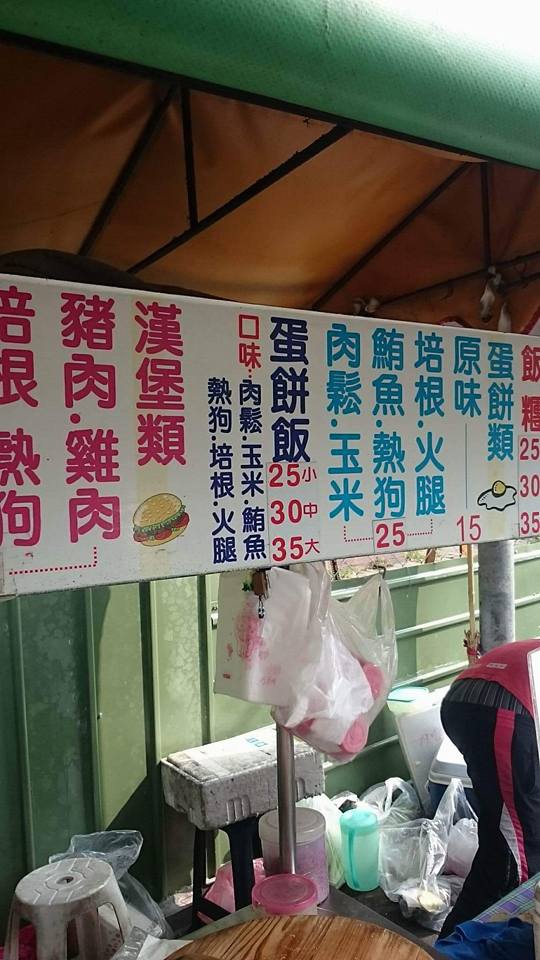 飯糰
25
30
35
蛋餅類
原味
15
培根·火腿
鮪魚·熱狗
肉鬆·玉米
25
蛋餅飯
25小
30中
35大
口味:肉鬆·玉米·鮪魚
熱狗·培根·火腿
漢堡類
豬肉·雞肉
培根 熱狗